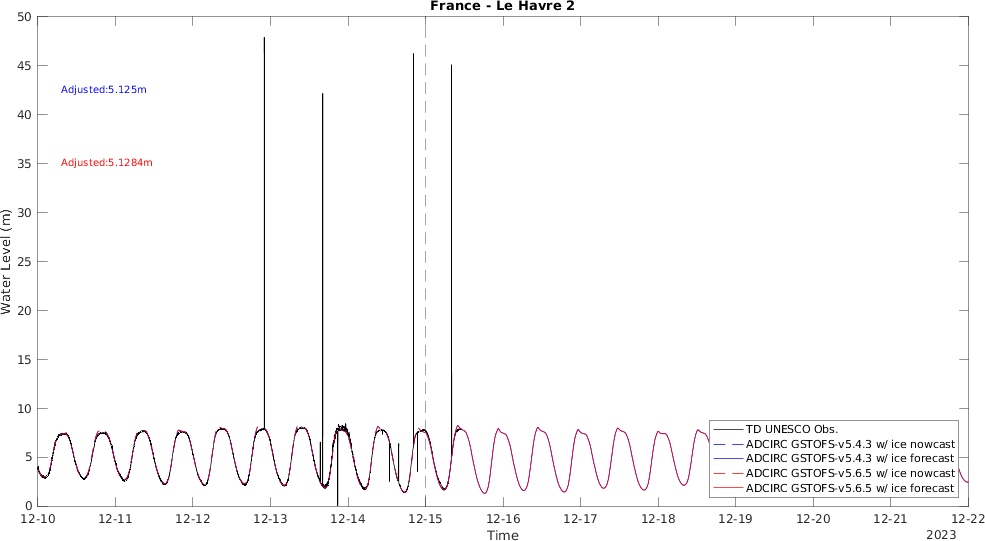 France - Le Havre 2
50
45
40
35
30
25
20
15
10
5
0
Water Level (m)
Adjusted:5.125m
Adjusted:5.1284m
TD UNESCO Obs.
ADCIRC GSTOFS-v5.4.3 w/ ice nowcast
ADCIRC GSTOFS-v5.4.3 w/ ice forecast
ADCIRC GSTOFS-v5.6.5 w/ ice nowcast
ADCIRC GSTOFS-v5.6.5 w/ ice forecast
12-10 12-11 12-12 12-13 12-14 12-15 12-16 12-17 12-18 12-19 12-20 12-21 12-22
Time
2023